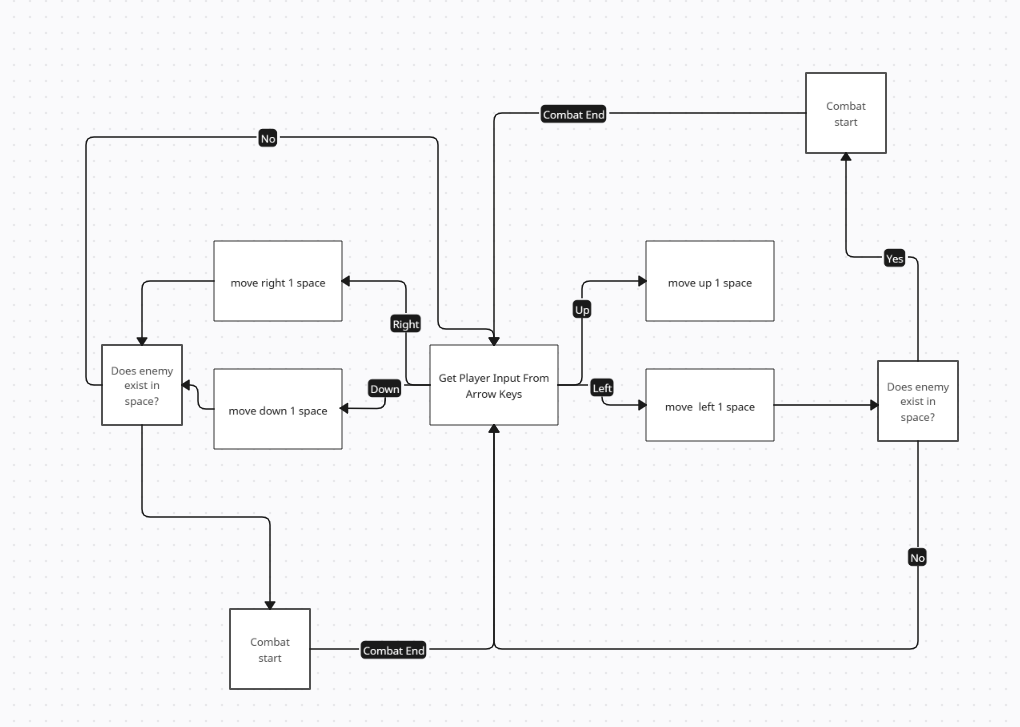 Combat
start
Combat End
No
Yes
move right 1 space
move up 1 space
Up
Right
Does enemy
exist in
space?
Get Player Input From
Arrow Keys
Down
Left
move down 1 space
move  left 1 space
Does enemy
exist in
space?
No
Combat
start
Combat End